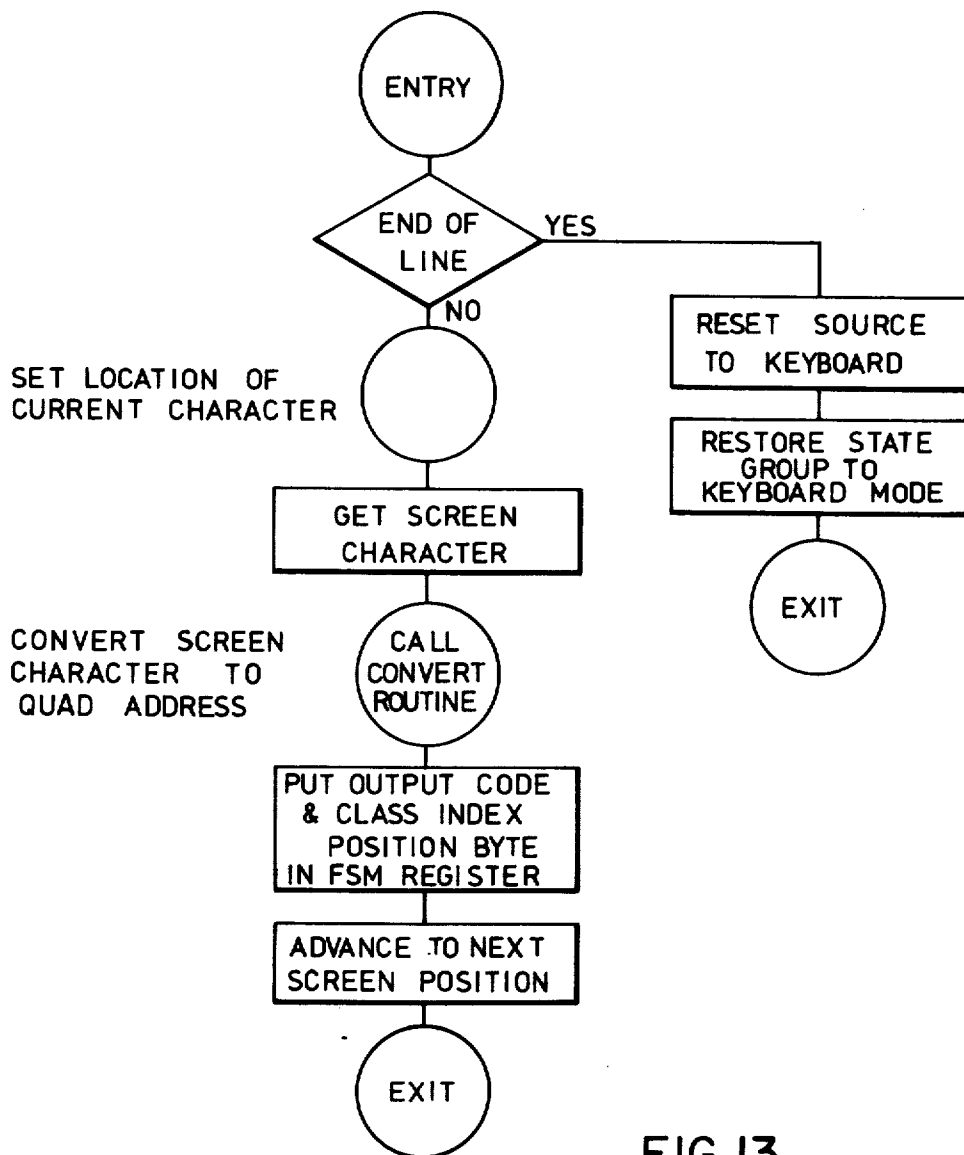 ENTRY
END OF
LINE
YES
NO
RESET SOURCE
TO KEYBOARD
SET LOCATION OF
CURRENT CHARACTER
RESTORE STATE
GROUP TO
KEYBOARD MODE
GET SCREEN
CHARACTER
EXIT
CONVERT SCREEN
CHARACTER TO
QUAD ADDRESS
CALL
CONVERT
ROUTINE
PUT OUTPUT CODE
& CLASS INDEX
POSITION BYTE
IN FSM REGISTER
ADVANCE TO NEXT
SCREEN POSITION
EXIT
FIG. 13